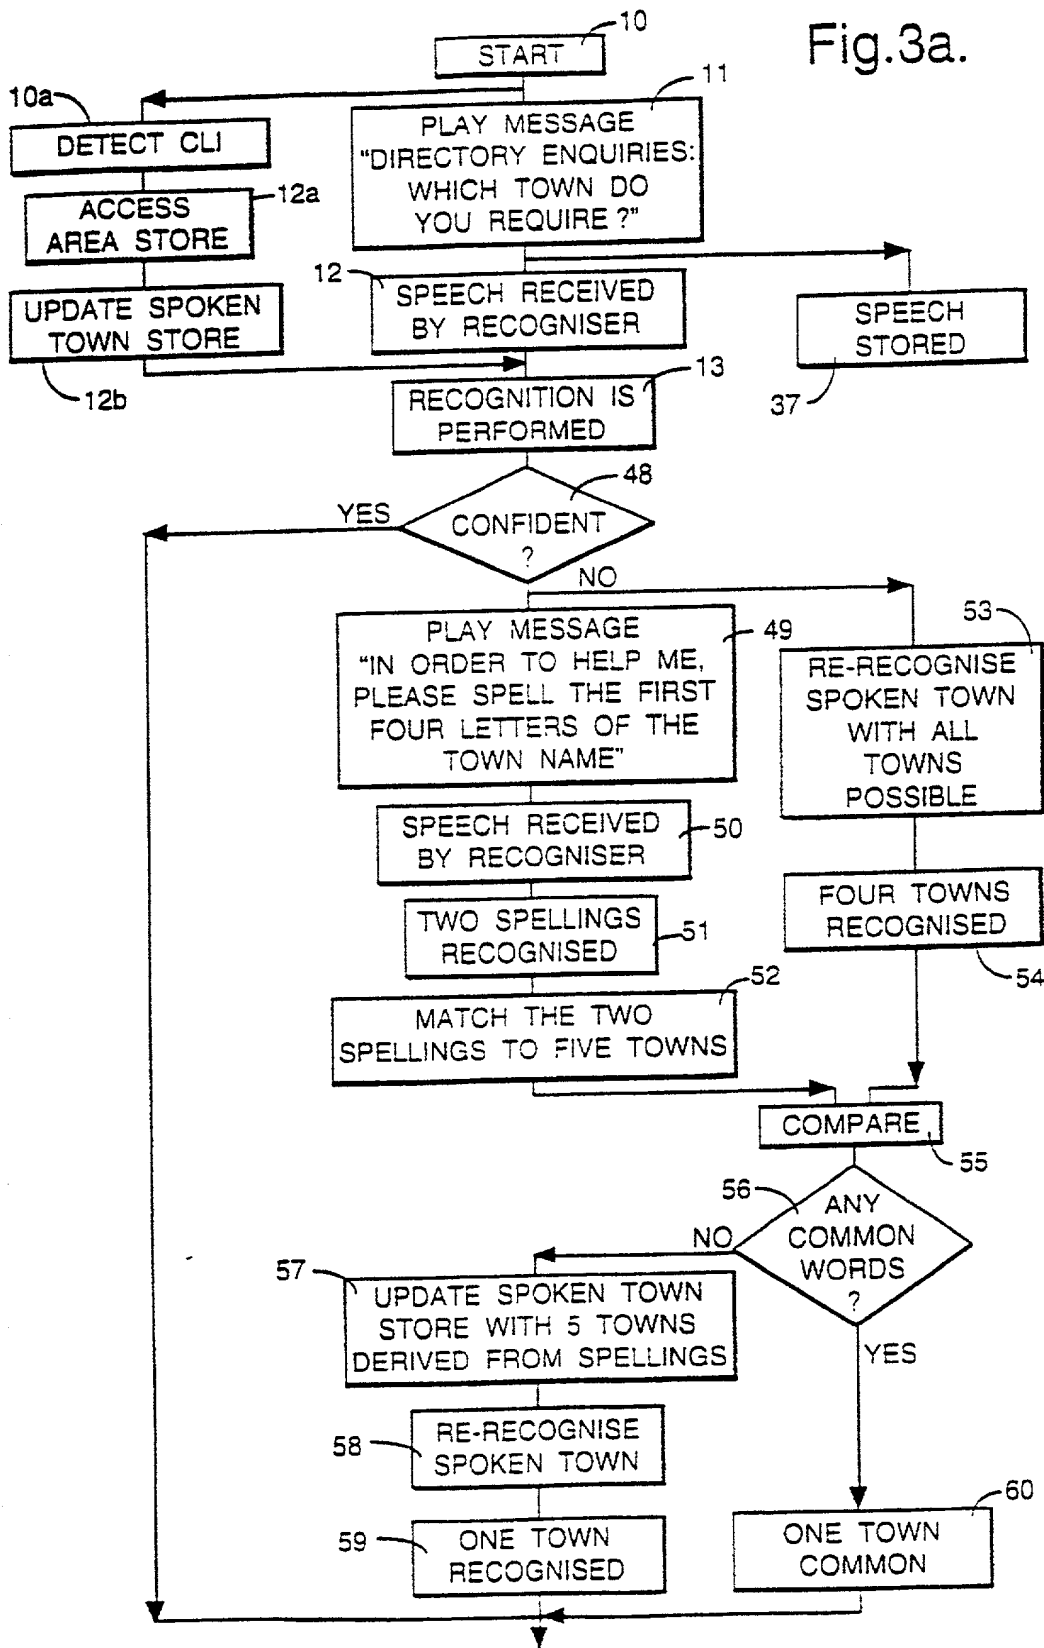 Fig.3a.
10
START
10a
DETECT CLI
11
PLAY MESSAGE
"DIRECTORY ENQUIRIES:
WHICH TOWN DO
YOU REQUIRE?"
12a
ACCESS
AREA STORE
12
SPEECH RECEIVED
BY RECOGNISER
UPDATE SPOKEN
TOWN STORE
12b
SPEECH
STORED
37
13
RECOGNITION IS
PERFORMED
48
CONFIDENT
?
YES
NO
PLAY MESSAGE
"IN ORDER TO HELP ME,
PLEASE SPELL THE FIRST
FOUR LETTERS OF THE
TOWN NAME"
49
53
RE-RECOGNISE
SPOKEN TOWN
WITH ALL
TOWNS
POSSIBLE
SPEECH RECEIVED
BY RECOGNISER
50
TWO SPELLINGS
RECOGNISED
51
FOUR TOWNS
RECOGNISED
54
52
MATCH THE TWO
SPELLINGS TO FIVE TOWNS
COMPARE
55
56
ANY
COMMON
WORDS
?
NO
YES
57
UPDATE SPOKEN TOWN
STORE WITH 5 TOWNS
DERIVED FROM SPELLINGS
58
RE-RECOGNISE
SPOKEN TOWN
59
ONE TOWN
RECOGNISED
60
ONE TOWN
COMMON